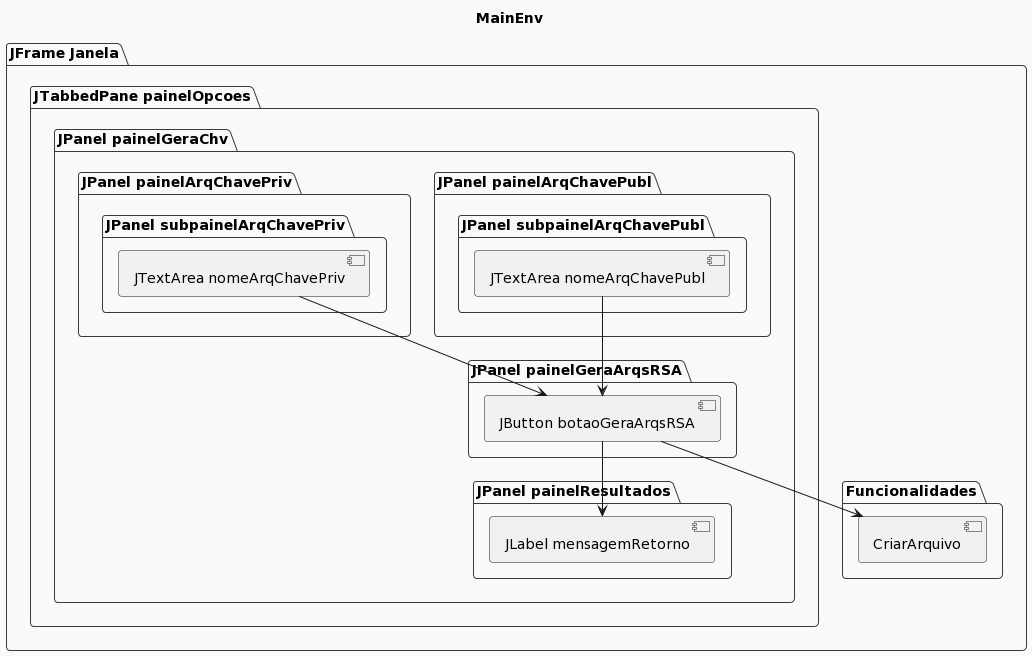 MainEnv
JFrame Janela
JTabbedPane painelOpcoes
JPanel painelGeraChv
JPanel painelArqChavePriv
JPanel subpainelArqChavePriv
JTextArea nomeArqChavePriv
JPanel painelArqChavePubl
JPanel subpainelArqChavePubl
JTextArea nomeArqChavePubl
JPanel painelGeraArqsRSA
JButton botaoGeraArqsRSA
JPanel painelResultados
JLabel mensagemRetorno
Funcionalidades
CriarArquivo